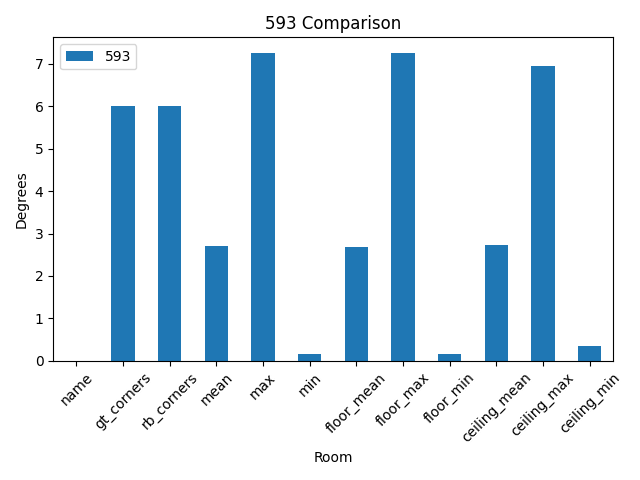 593 Comparison
593
Degrees
7
6
5
4
3
2
1
0
name
gt_corners
rb_corners
mean
max
min
floor_mean
floor_max
floor_min
ceiling_mean
ceiling_max
ceiling_min
Room